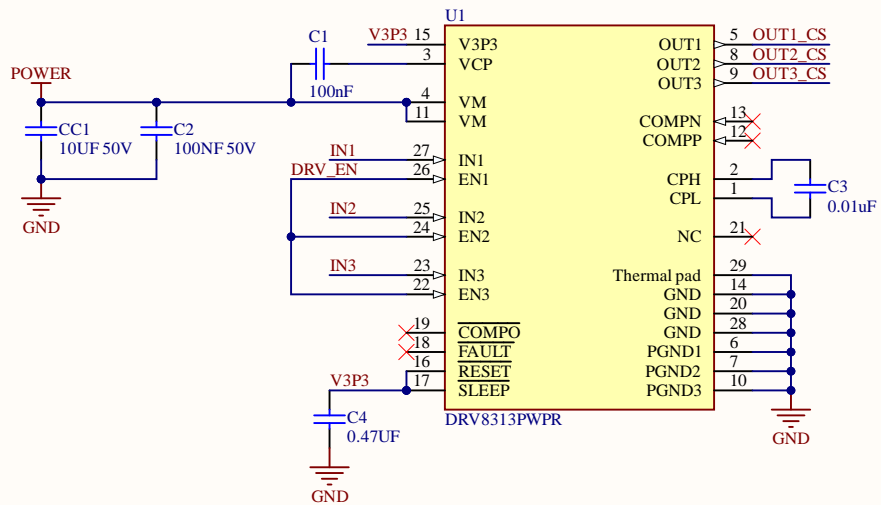 U1
V3P3 15 V3P3 OUT1 5 OUT1_CS
C1 3 VCP OUT2 8 OUT2_CS
100nF OUT3 9 OUT3_CS
POWER
4 VM
11 VM COMPN 13
COMPP 12
CC1 C2
10UF 50V 100NF 50V
IN1 27 IN1
DRV_EN 26 EN1 CPH 2
CPL 1 C3
0.01uF
IN2 25 IN2
24 EN2 NC 21
GND
IN3 23 IN3 Thermal pad 29
22 EN3 GND 14
GND 20
19 COMPO GND 28
18 FAULT PGND1 6
16 RESET PGND2 7
V3P3 17 SLEEP PGND3 10
C4
0.47UF
DRV8313PWPR
GND
GND